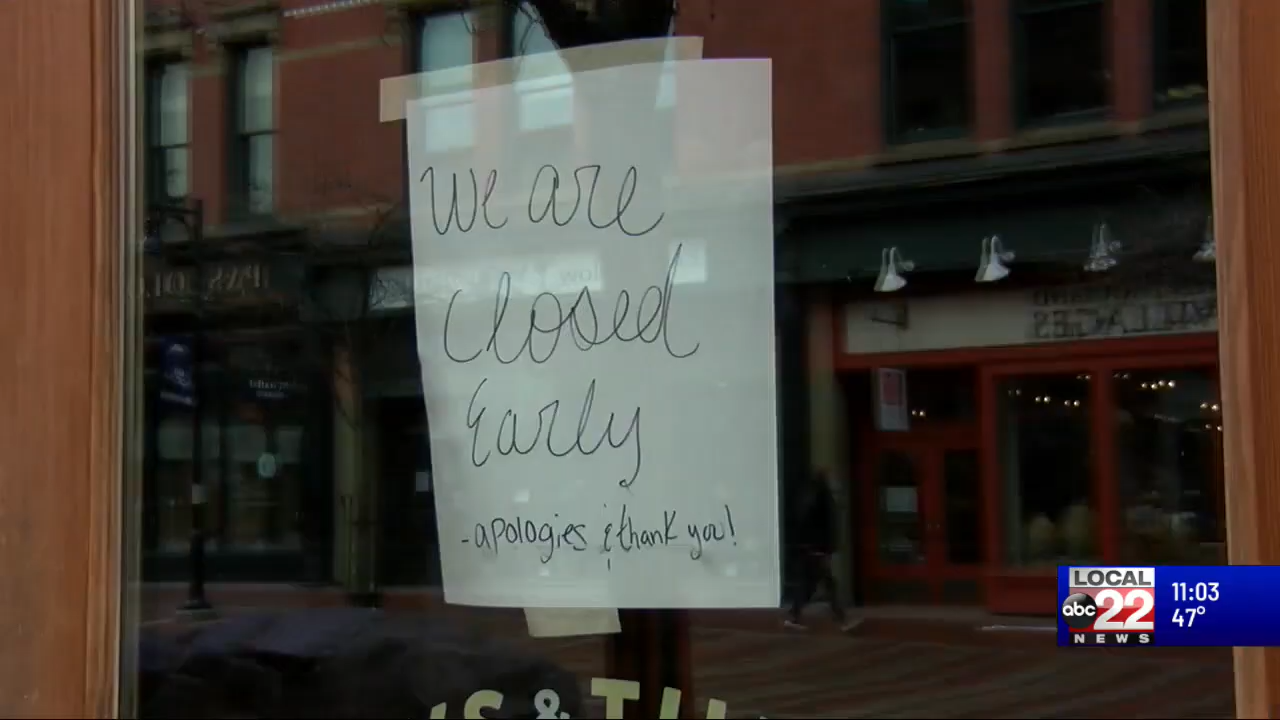 We are
Closed
Early
- apologies & thank you!
LOCAL
abc 22
NEWS
11:03
47°